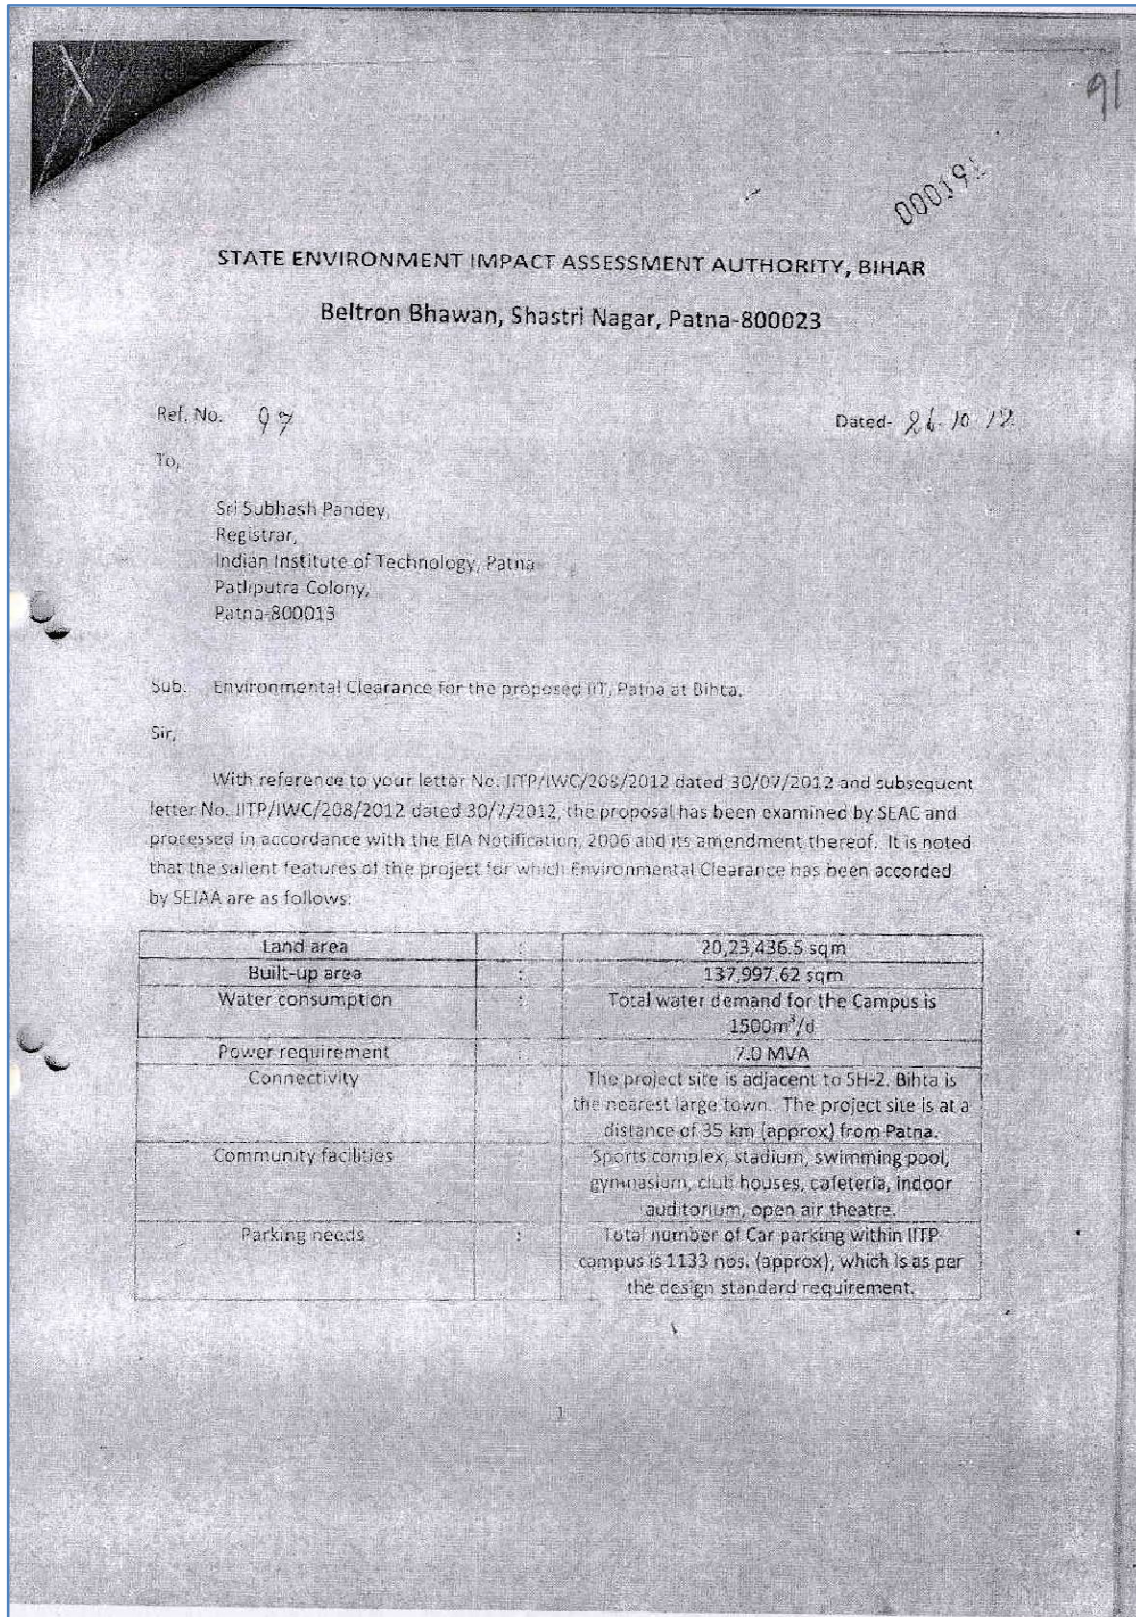 91
STATE ENVIRONMENT IMPACT ASSESSMENT AUTHORITY, BIHAR
Beltron Bhawan, Shastri Nagar, Patna-800023
Ref. No. 97 Dated- 26.10.12
To,
Sri Subhash Pandey,
Registrar,
Indian Institute of Technology, Patna
Patliputra Colony,
Patna-800013
Sub: Environmental Clearance for the proposed IIT, Patna at Bihta.
Sir,
With reference to your letter No. IITP/IWC/208/2012 dated 30/07/2012 and subsequent
letter No. IITP/IWC/208/2012 dated 30/7/2012, the proposal has been examined by SEAC and
processed in accordance with the EIA Notification, 2006 and its amendment thereof. It is noted
that the salient features of the project for which Environmental Clearance has been accorded
by SEIAA are as follows:
Land area : 20,23,436.5 sqm
Built-up area : 137,997.62 sqm
Water consumption : Total water demand for the Campus is
1500m³/d
Power requirement : 7.0 MVA
Connectivity : The project site is adjacent to SH-2. Bihta is
the nearest large town. The project site is at a
distance of 35 km (approx) from Patna.
Community facilities : Sports complex, stadium, swimming pool,
gymnasium, club houses, cafeteria, indoor
auditorium, open air theatre.
Parking needs : Total number of Car parking within IITP
campus is 1133 nos. (approx), which is as per
the design standard requirement.
1